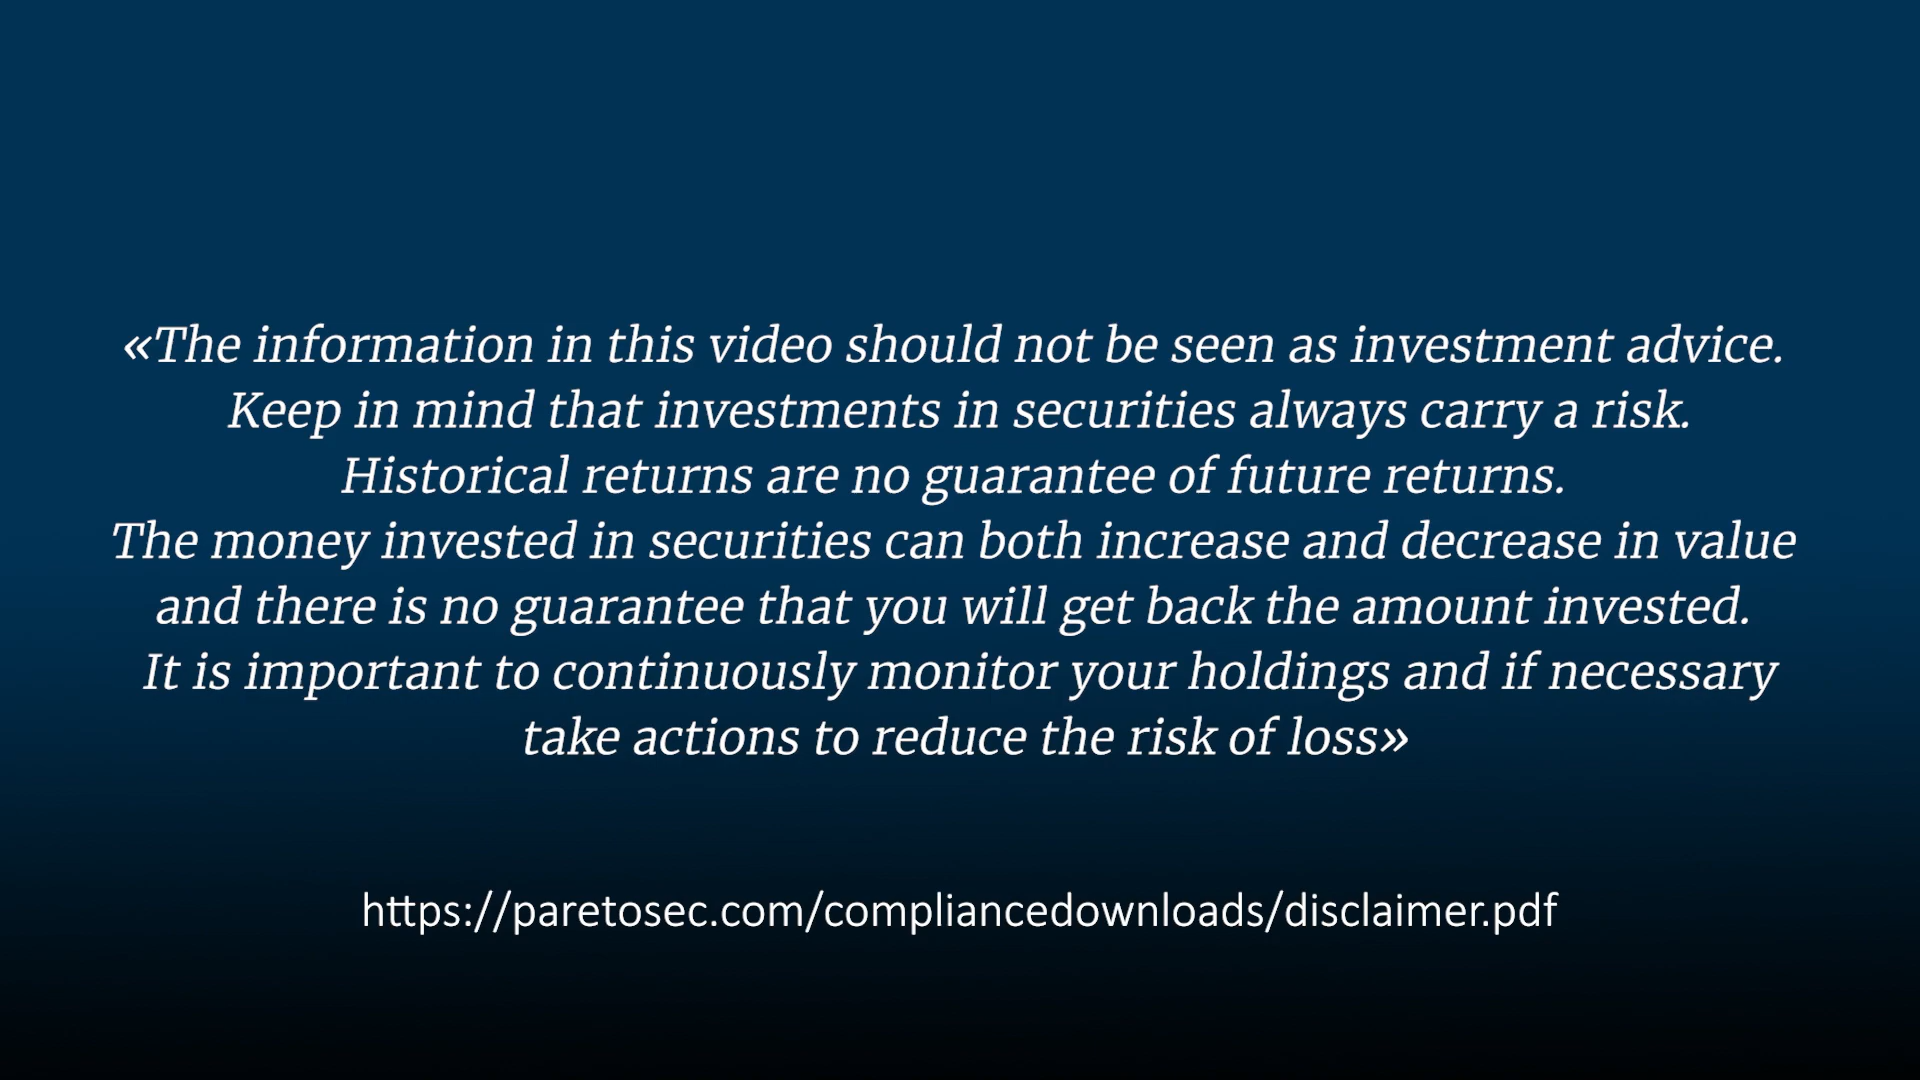 «The information in this video should not be seen as investment advice.
Keep in mind that investments in securities always carry a risk.
Historical returns are no guarantee of future returns.
The money invested in securities can both increase and decrease in value
and there is no guarantee that you will get back the amount invested.
It is important to continuously monitor your holdings and if necessary
take actions to reduce the risk of loss»
https://paretosec.com/compliancedownloads/disclaimer.pdf